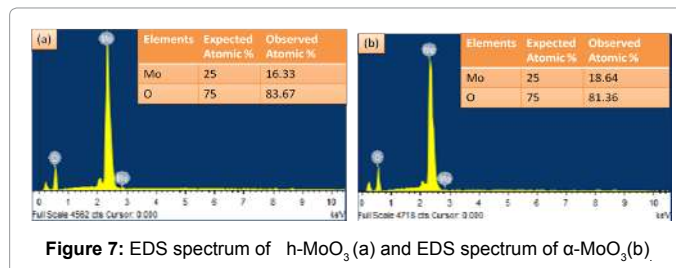 (a)
Elements Expected Atomic % Observed Atomic %
Mo 25 16.33
O 75 83.67
0 1 2 3 4 5 6 7 8 9 10
Full Scale 4562 cts Cursor: 0.000 keV
(b)
Elements Expected Atomic % Observed Atomic %
Mo 25 18.64
O 75 81.36
0 1 2 3 4 5 6 7 8 9 10
Full Scale 4718 cts Cursor: 0.000 keV
Figure 7: EDS spectrum of h-MoO₃ (a) and EDS spectrum of α-MoO₃(b).